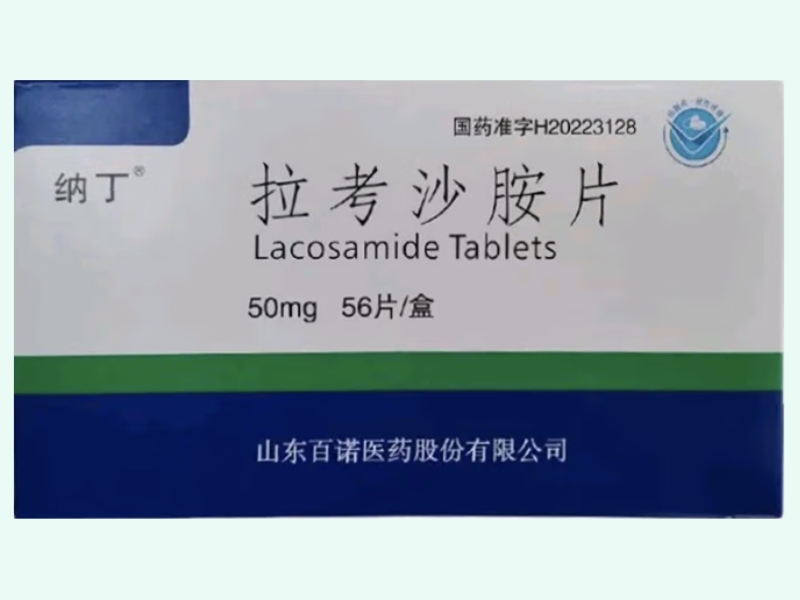 国药准字H20223128
纳丁®
拉考沙胺片
Lacosamide Tablets
50mg 56片/盒
山东百诺医药股份有限公司